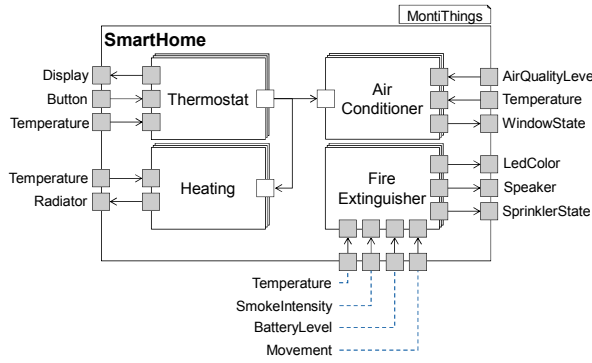 MontiThings
SmartHome
Display
Button
Temperature
Thermostat
Air
Conditioner
AirQualityLevel
Temperature
WindowState
Temperature
Radiator
Heating
Fire
Extinguisher
LedColor
Speaker
SprinklerState
Temperature
SmokeIntensity
BatteryLevel
Movement